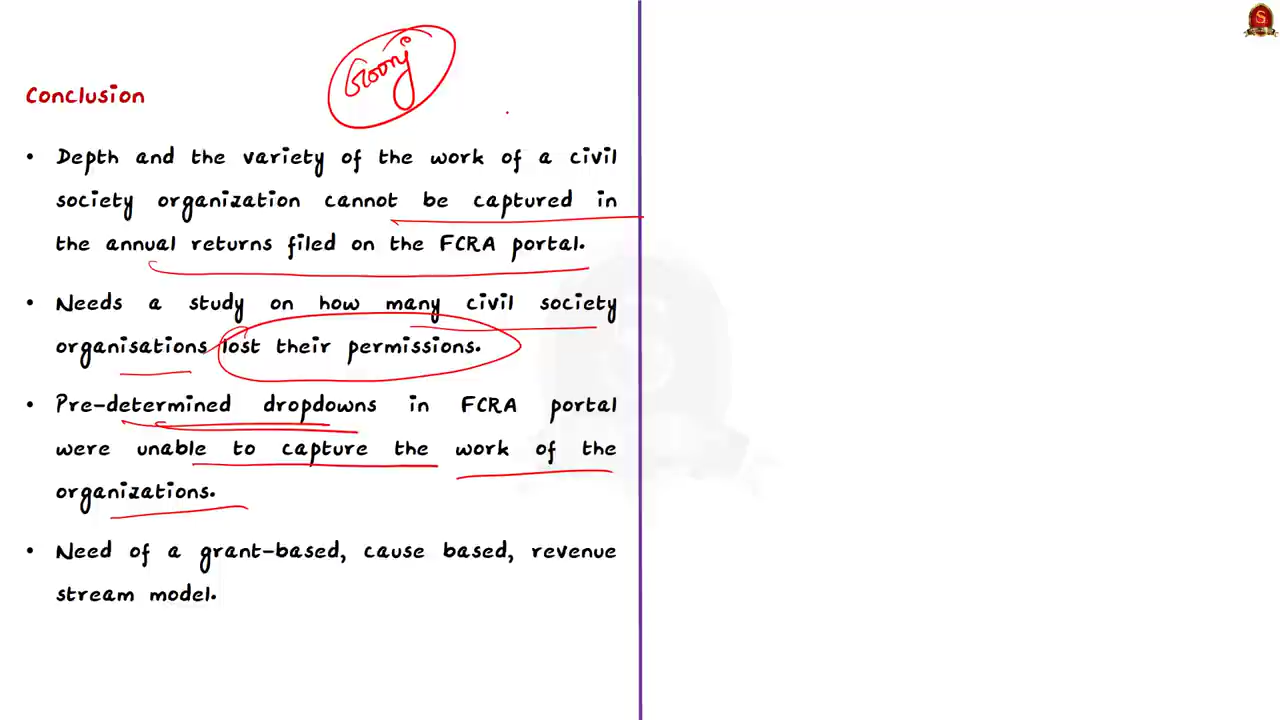 Conclusion
• Depth and the variety of the work of a civil
society organization cannot be captured in
the annual returns filed on the FCRA portal.
• Needs a study on how many civil society
organisations lost their permissions.
• Pre-determined dropdowns in FCRA portal
were unable to capture the work of the
organizations.
• Need of a grant-based, cause based, revenue
stream model.